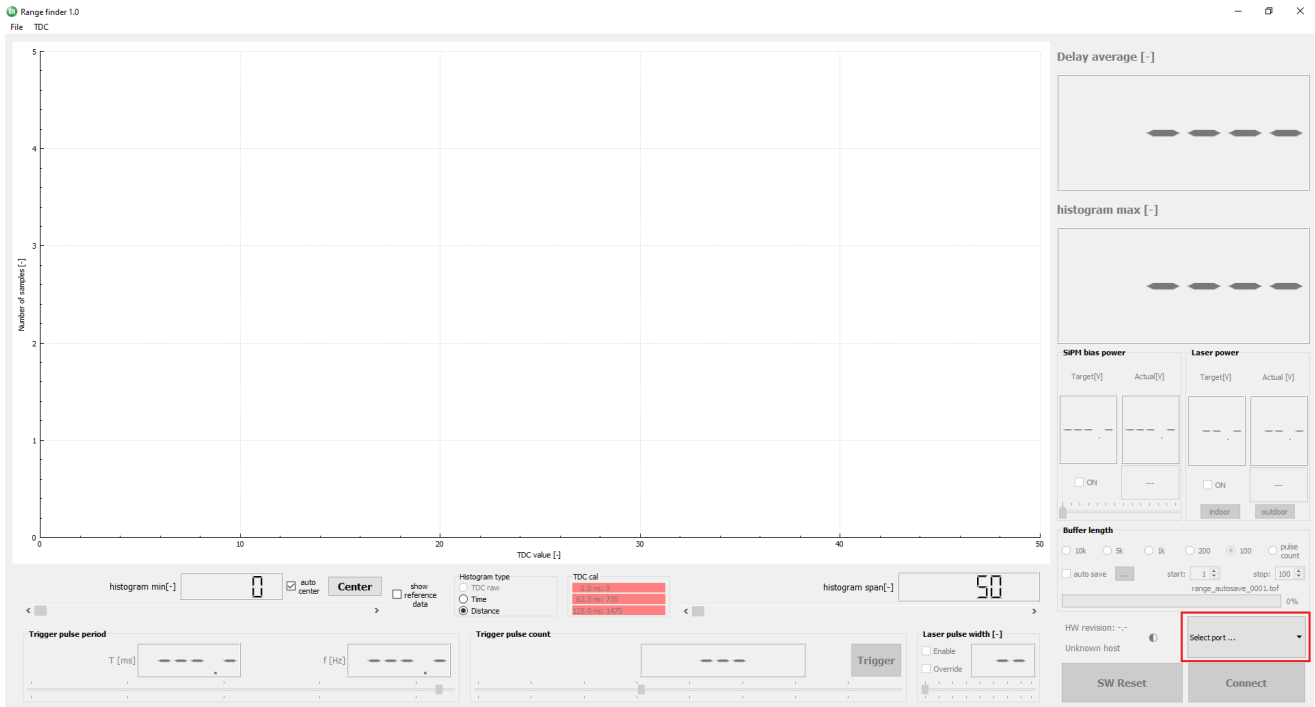 Range finder 1.0
File TDC
Number of samples [-]
5
4
3
2
1
0
0 10 20 30 40 50
TDC value [-]
Delay average [-]
----
histogram max [-]
----
SiPM bias power
Target[V] Actual[V]
---.- ---.-
ON ---
Laser power
Target[V] Actual [V]
--.- --.-
ON ---
indoor outdoor
Buffer length
10k 5k 1k 200 100 pulse
count
auto save ... start: 1 stop: 100
range_autosave_0001.tof
0%
HW revision: -.-
Unknown host
Select port ...
SW Reset Connect
histogram min[-] 0
auto
center
Center
show
reference
data
Histogram type
TDC raw
Time
Distance
TDC cal
0.0 ns: 0
62.5 ns: 735
125.0 ns: 1475
histogram span[-] 50
< >
< >
Trigger pulse period
T [ms] ---.- f [Hz] ---.-
Trigger pulse count
---
Trigger
Laser pulse width [-]
Enable
Override
--